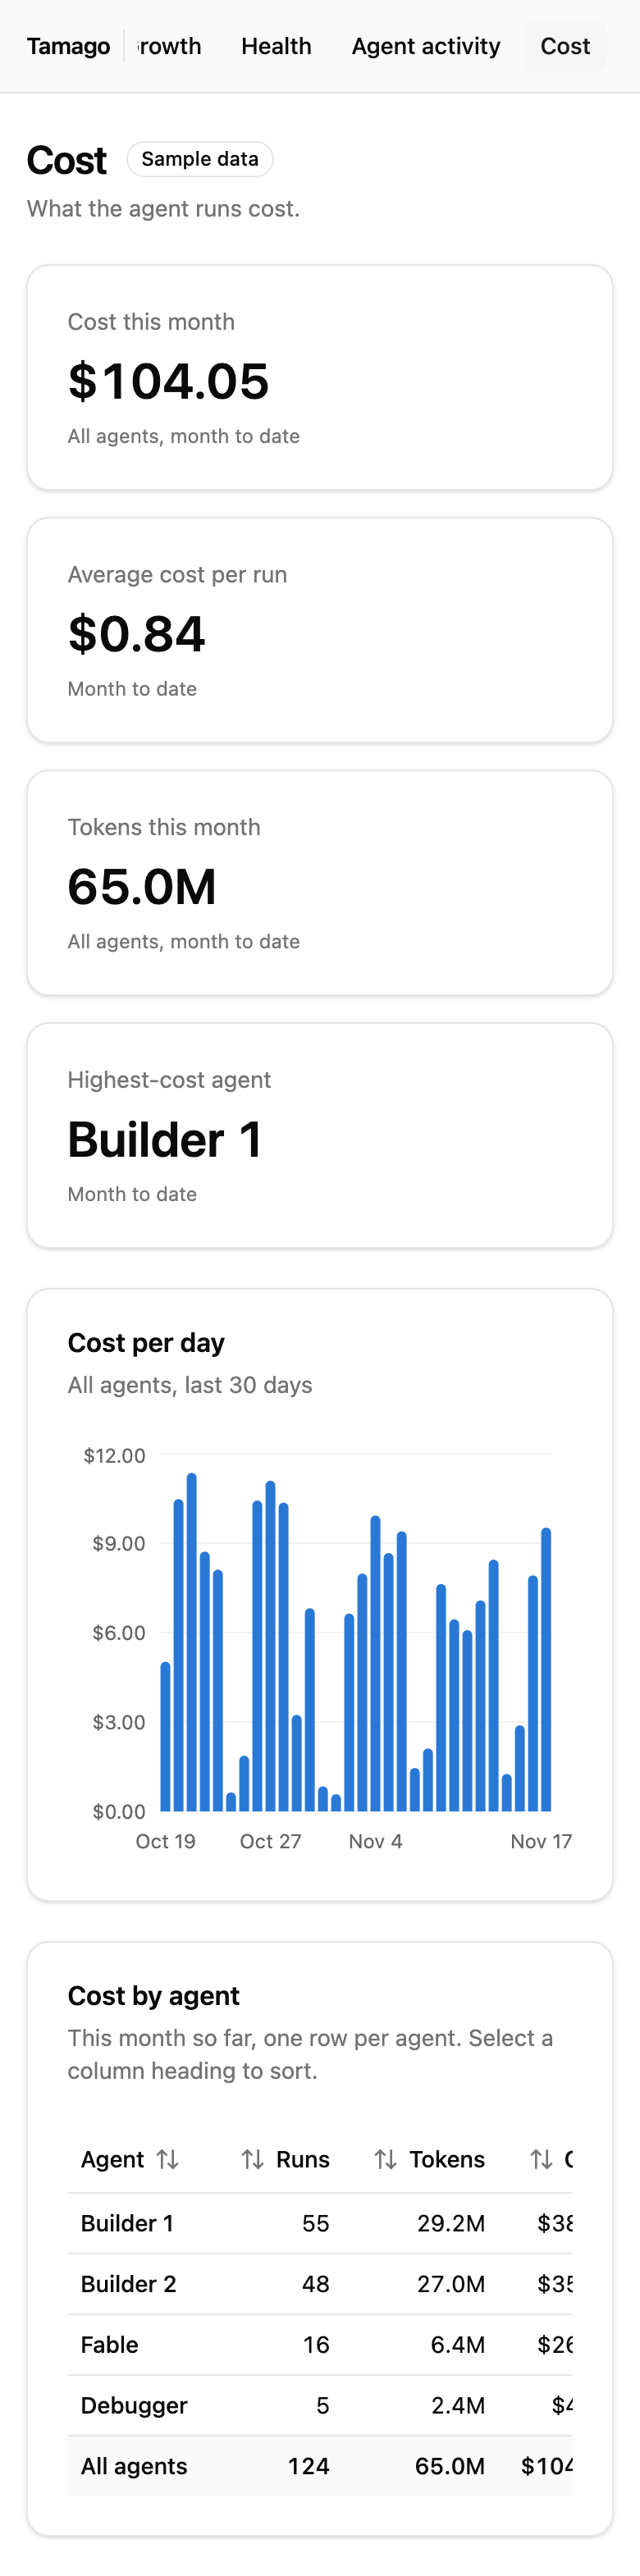 Tamago rowth Health Agent activity Cost
Cost Sample data
What the agent runs cost.
Cost this month
$104.05
All agents, month to date
Average cost per run
$0.84
Month to date
Tokens this month
65.0M
All agents, month to date
Highest-cost agent
Builder 1
Month to date
Cost per day
All agents, last 30 days
$12.00
$9.00
$6.00
$3.00
$0.00
Oct 19 Oct 27 Nov 4 Nov 17
Cost by agent
This month so far, one row per agent. Select a
column heading to sort.
Agent Runs Tokens
Builder 1 55 29.2M $38
Builder 2 48 27.0M $35
Fable 16 6.4M $26
Debugger 5 2.4M $4
All agents 124 65.0M $104